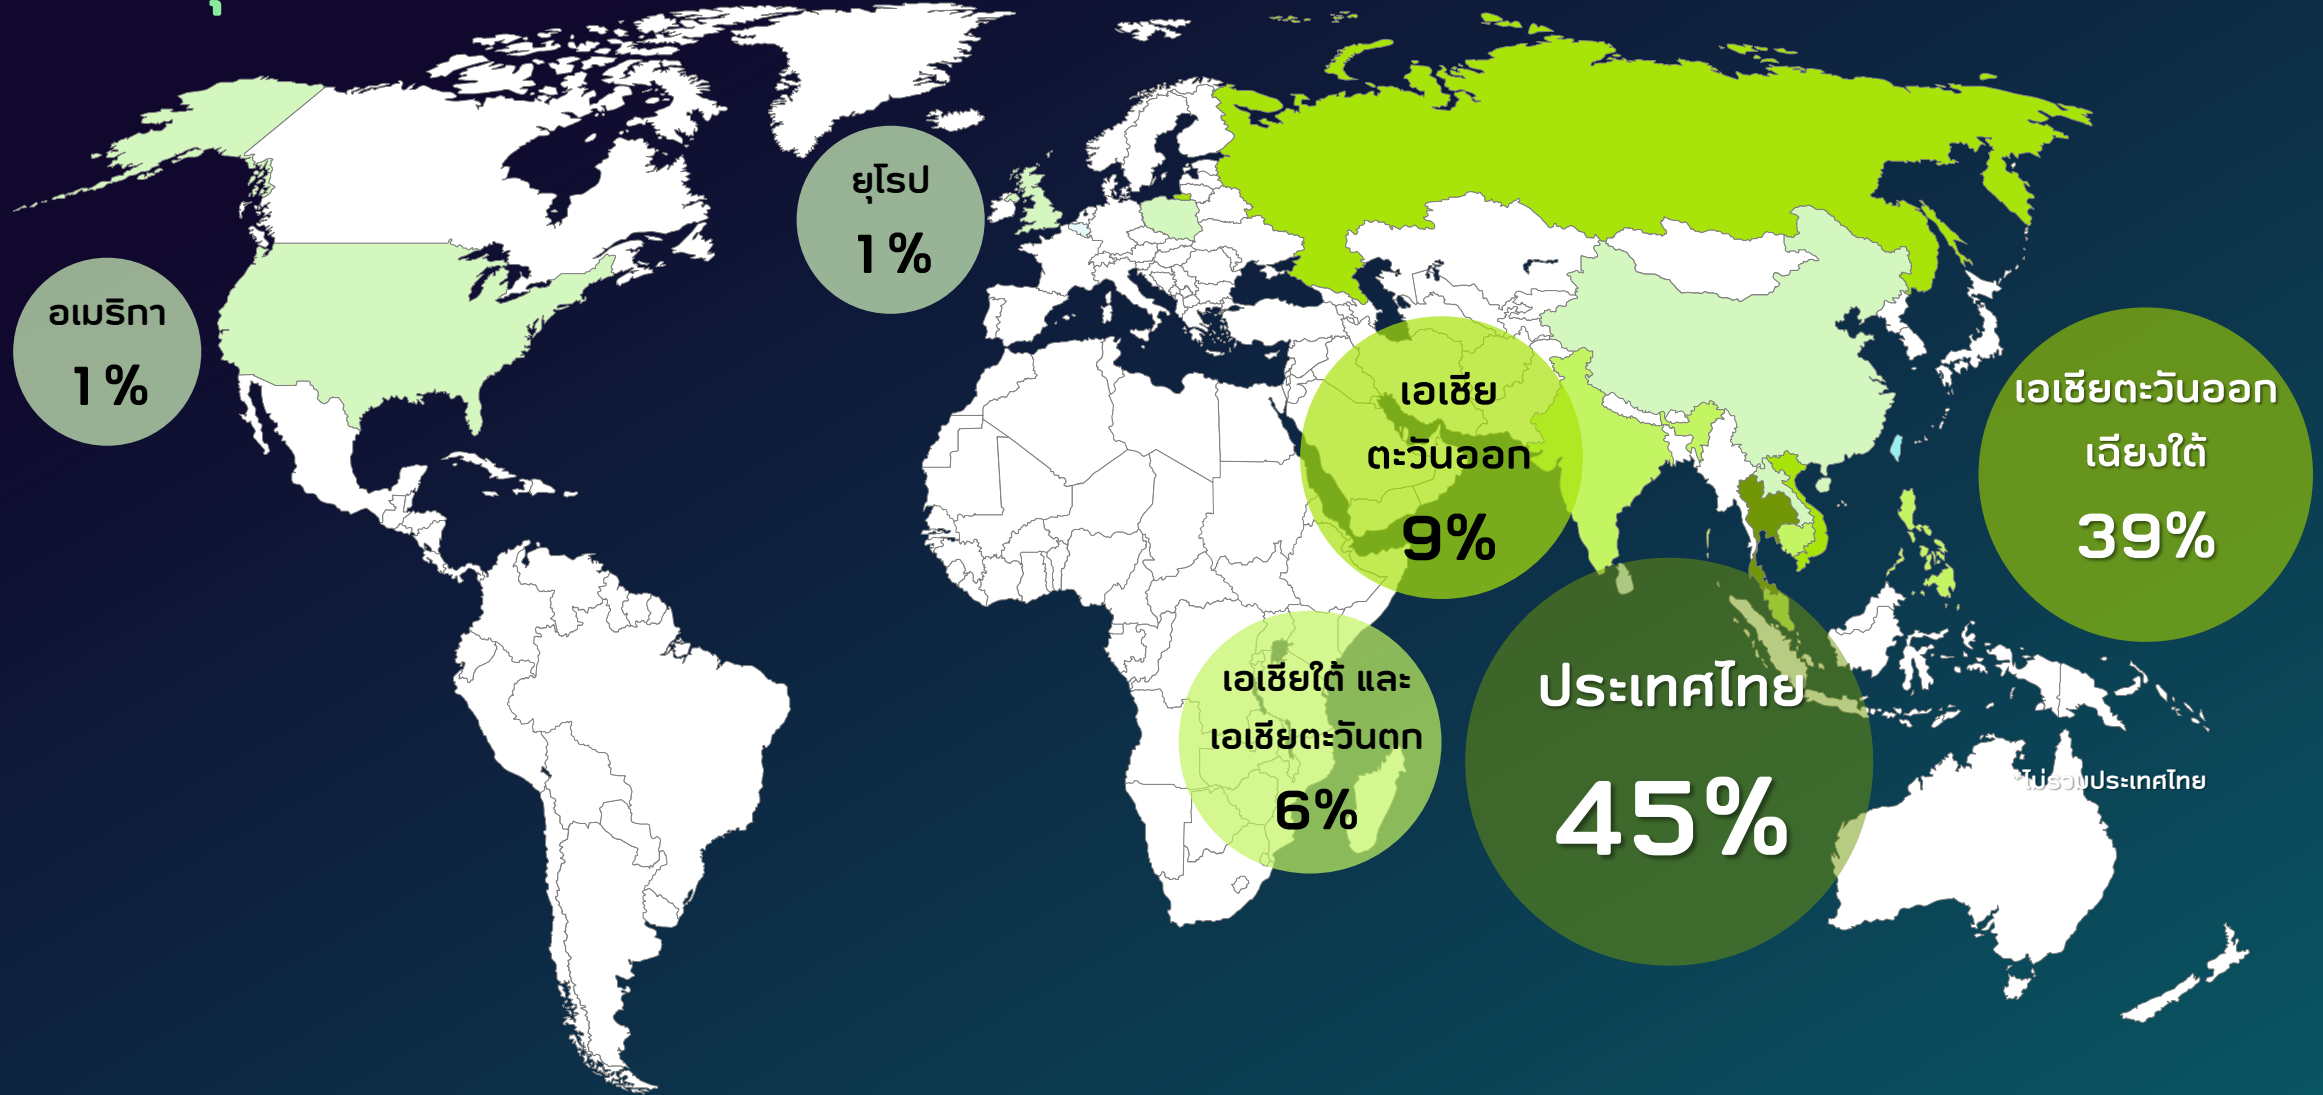 ยุโรป
1%
อเมริกา
1%
เอเชีย
ตะวันออก
9%
เอเชียตะวันออก
เฉียงใต้
39%
เอเชียใต้ และ
เอเชียตะวันตก
6%
ประเทศไทย
45%
*ไม่รวมประเทศไทย